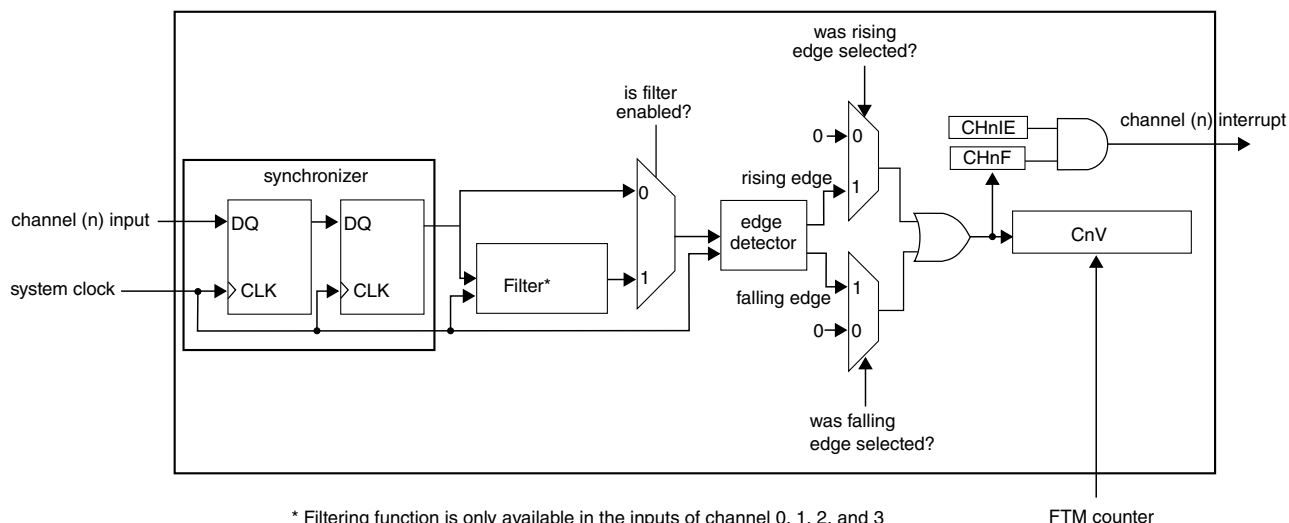 was rising
edge selected?
is filter
enabled?
synchronizer
channel (n) input
system clock
DQ
CLK
DQ
CLK
Filter*
0
1
edge
detector
rising edge
falling edge
0
0
1
1
0
0
was falling
edge selected?
CHnIE
CHnF
channel (n) interrupt
CnV
FTM counter
* Filtering function is only available in the inputs of channel 0, 1, 2, and 3